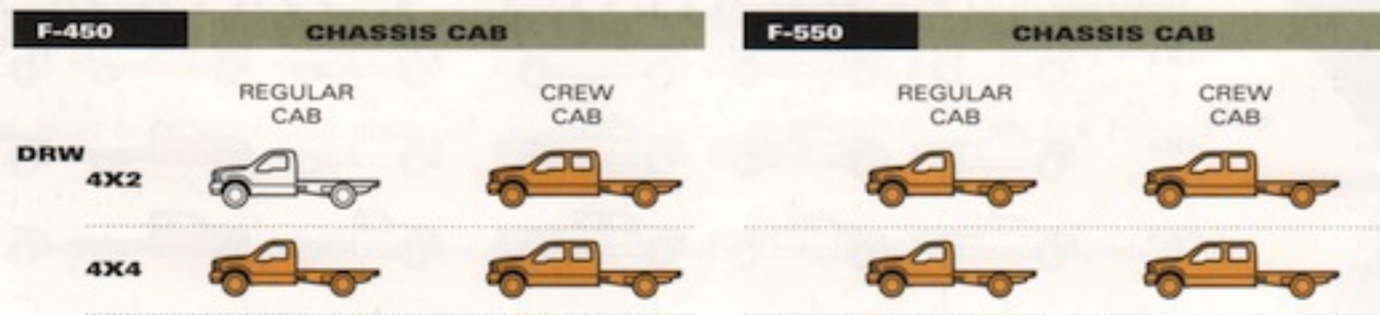 F-450 CHASSIS CAB
F-550 CHASSIS CAB
REGULAR CAB
CREW CAB
REGULAR CAB
CREW CAB
DRW
4X2
4X4